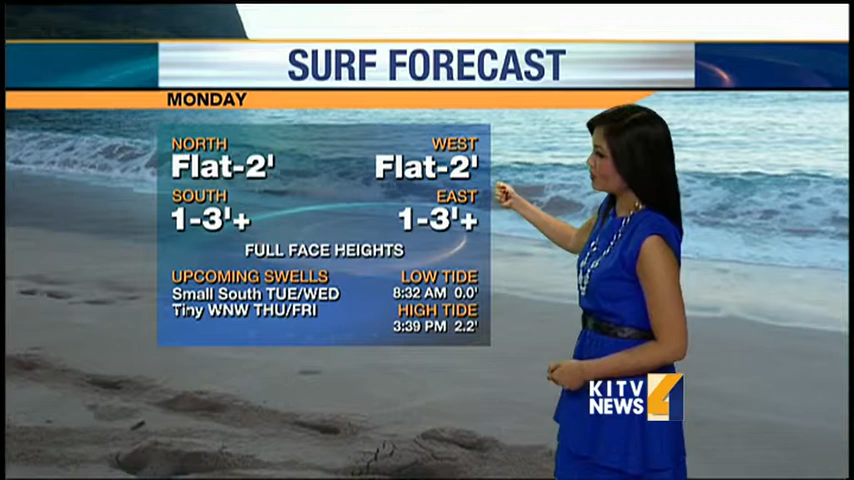 SURF FORECAST
MONDAY
NORTH
Flat-2'
WEST
Flat-2'
SOUTH
1-3'+
EAST
1-3'+
FULL FACE HEIGHTS
UPCOMING SWELLS
Small South TUE/WED
Tiny WNW THU/FRI
LOW TIDE
8:32 AM 0.0'
HIGH TIDE
3:39 PM 2.2'
KITV
NEWS
4